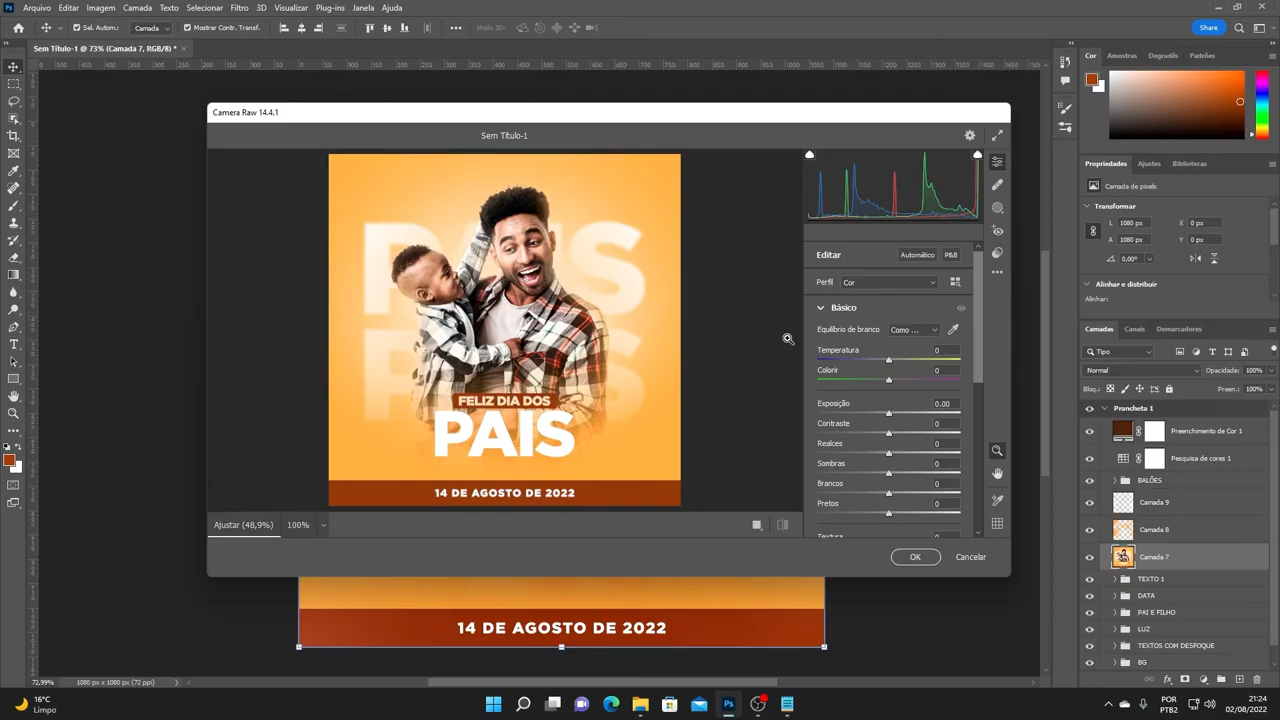 Arquivo Editar Imagem Camada Texto Selecionar Filtro 3D Visualizar Plug-ins Janela Ajuda
Sel. Autom.: Camada Mostrar Contr. Transf. Modo 3D: Share
Sem Título-1 @ 73% (Camada 7, RGB/8) *
Camera Raw 14.4.1
Sem Título-1
PAIS
FELIZ DIA DOS
PAIS
14 DE AGOSTO DE 2022
Ajustar (48,9%) 100%
Editar Automático P&B
Perfil Cor
Básico
Equilíbrio de branco Como ...
Temperatura 0
Colorir 0
Exposição 0.00
Contraste 0
Realces 0
Sombras 0
Brancos 0
Pretos 0
Textura
OK Cancelar
14 DE AGOSTO DE 2022
Cor Amostras Degradês Padrões
Propriedades Ajustes Bibliotecas
Camada de pixels
Transformar
L 1080 px X 0 px
A 1080 px Y 0 px
0,00°
Alinhar e distribuir
Alinhar:
Camadas Canais Demarcadores
Tipo
Normal Opacidade: 100%
Bloq.: Preen.: 100%
Prancheta 1
Preenchimento de Cor 1
Pesquisa de cores 1
BALÕES
Camada 9
Camada 8
Camada 7
TEXTO 1
DATA
PAI E FILHO
LUZ
TEXTOS COM DESFOQUE
BG
72,99% 1080 px x 1080 px (72 ppi)
16°C
Limpo
POR
PTB2
21:24
02/08/2022